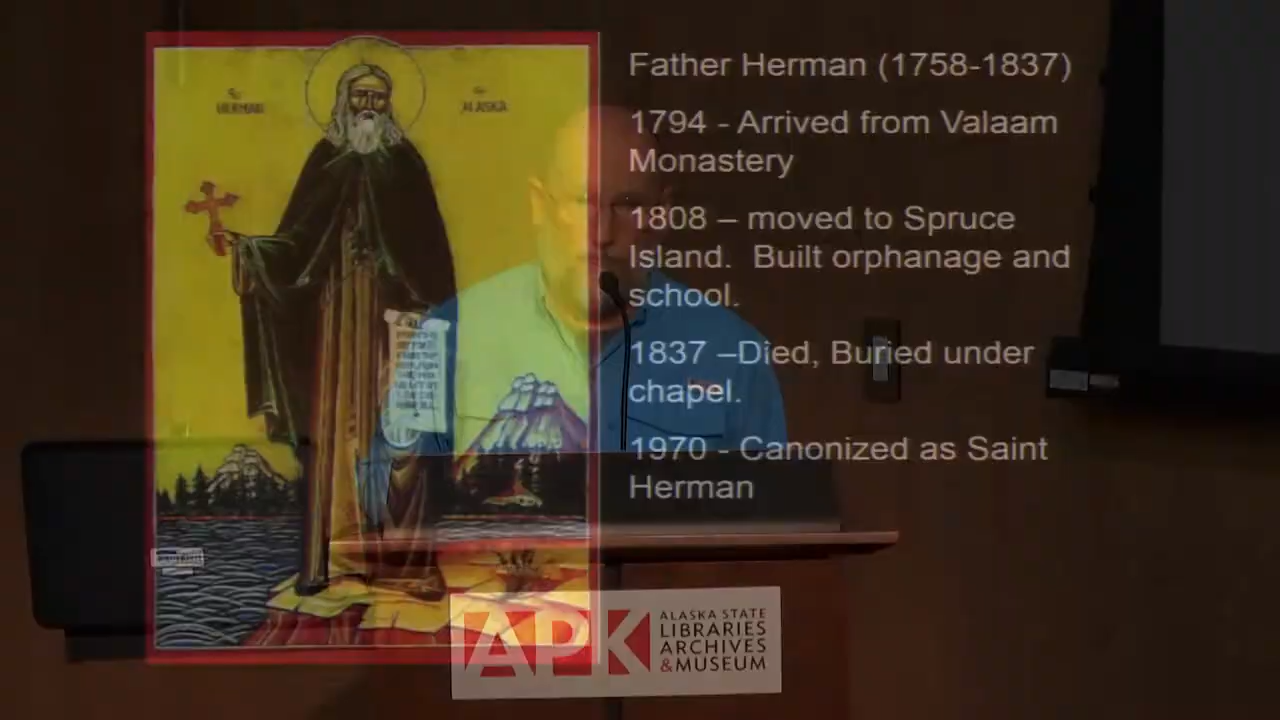 HERMAN
ALASKA
Father Herman (1758-1837)
1794 - Arrived from Valaam
Monastery
1808 – moved to Spruce
Island.  Built orphanage and
school.
1837 –Died, Buried under
chapel.
1970 - Canonized as Saint
Herman
APK
ALASKA STATE
LIBRARIES
ARCHIVES
&MUSEUM